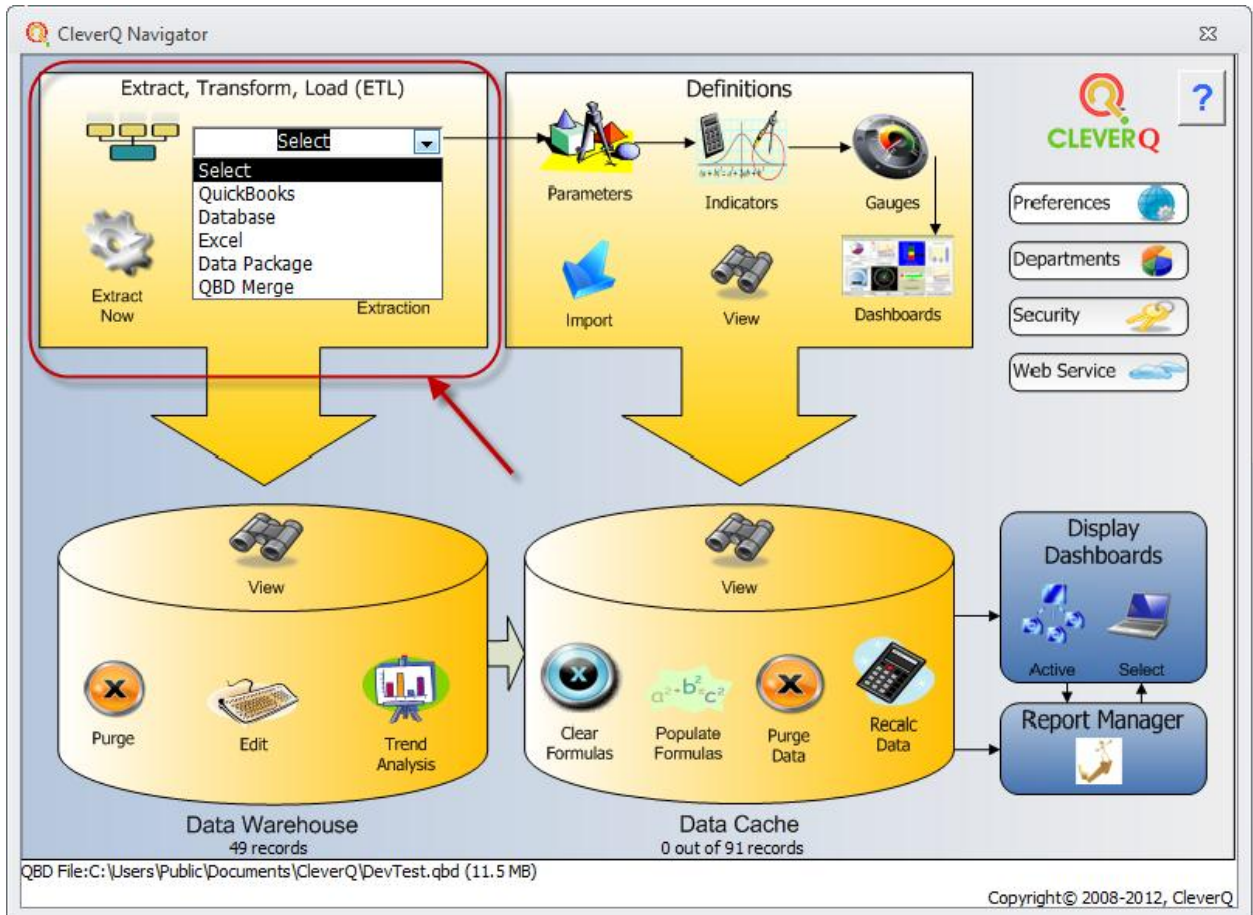 CleverQ Navigator
Extract, Transform, Load (ETL)
Select
Select
QuickBooks
Database
Excel
Data Package
QBD Merge
Extract
Now
Extraction
Definitions
Parameters
Indicators
Gauges
Import
View
Dashboards
CLEVER Q
?
Preferences
Departments
Security
Web Service
View
Purge
Edit
Trend
Analysis
Data Warehouse
49 records
View
Clear
Formulas
a²+b²=c²
Populate
Formulas
Purge
Data
Recalc
Data
Data Cache
0 out of 91 records
Display
Dashboards
Active
Select
Report Manager
QBD File:C:\Users\Public\Documents\CleverQ\DevTest.qbd (11.5 MB)
Copyright© 2008-2012, CleverQ